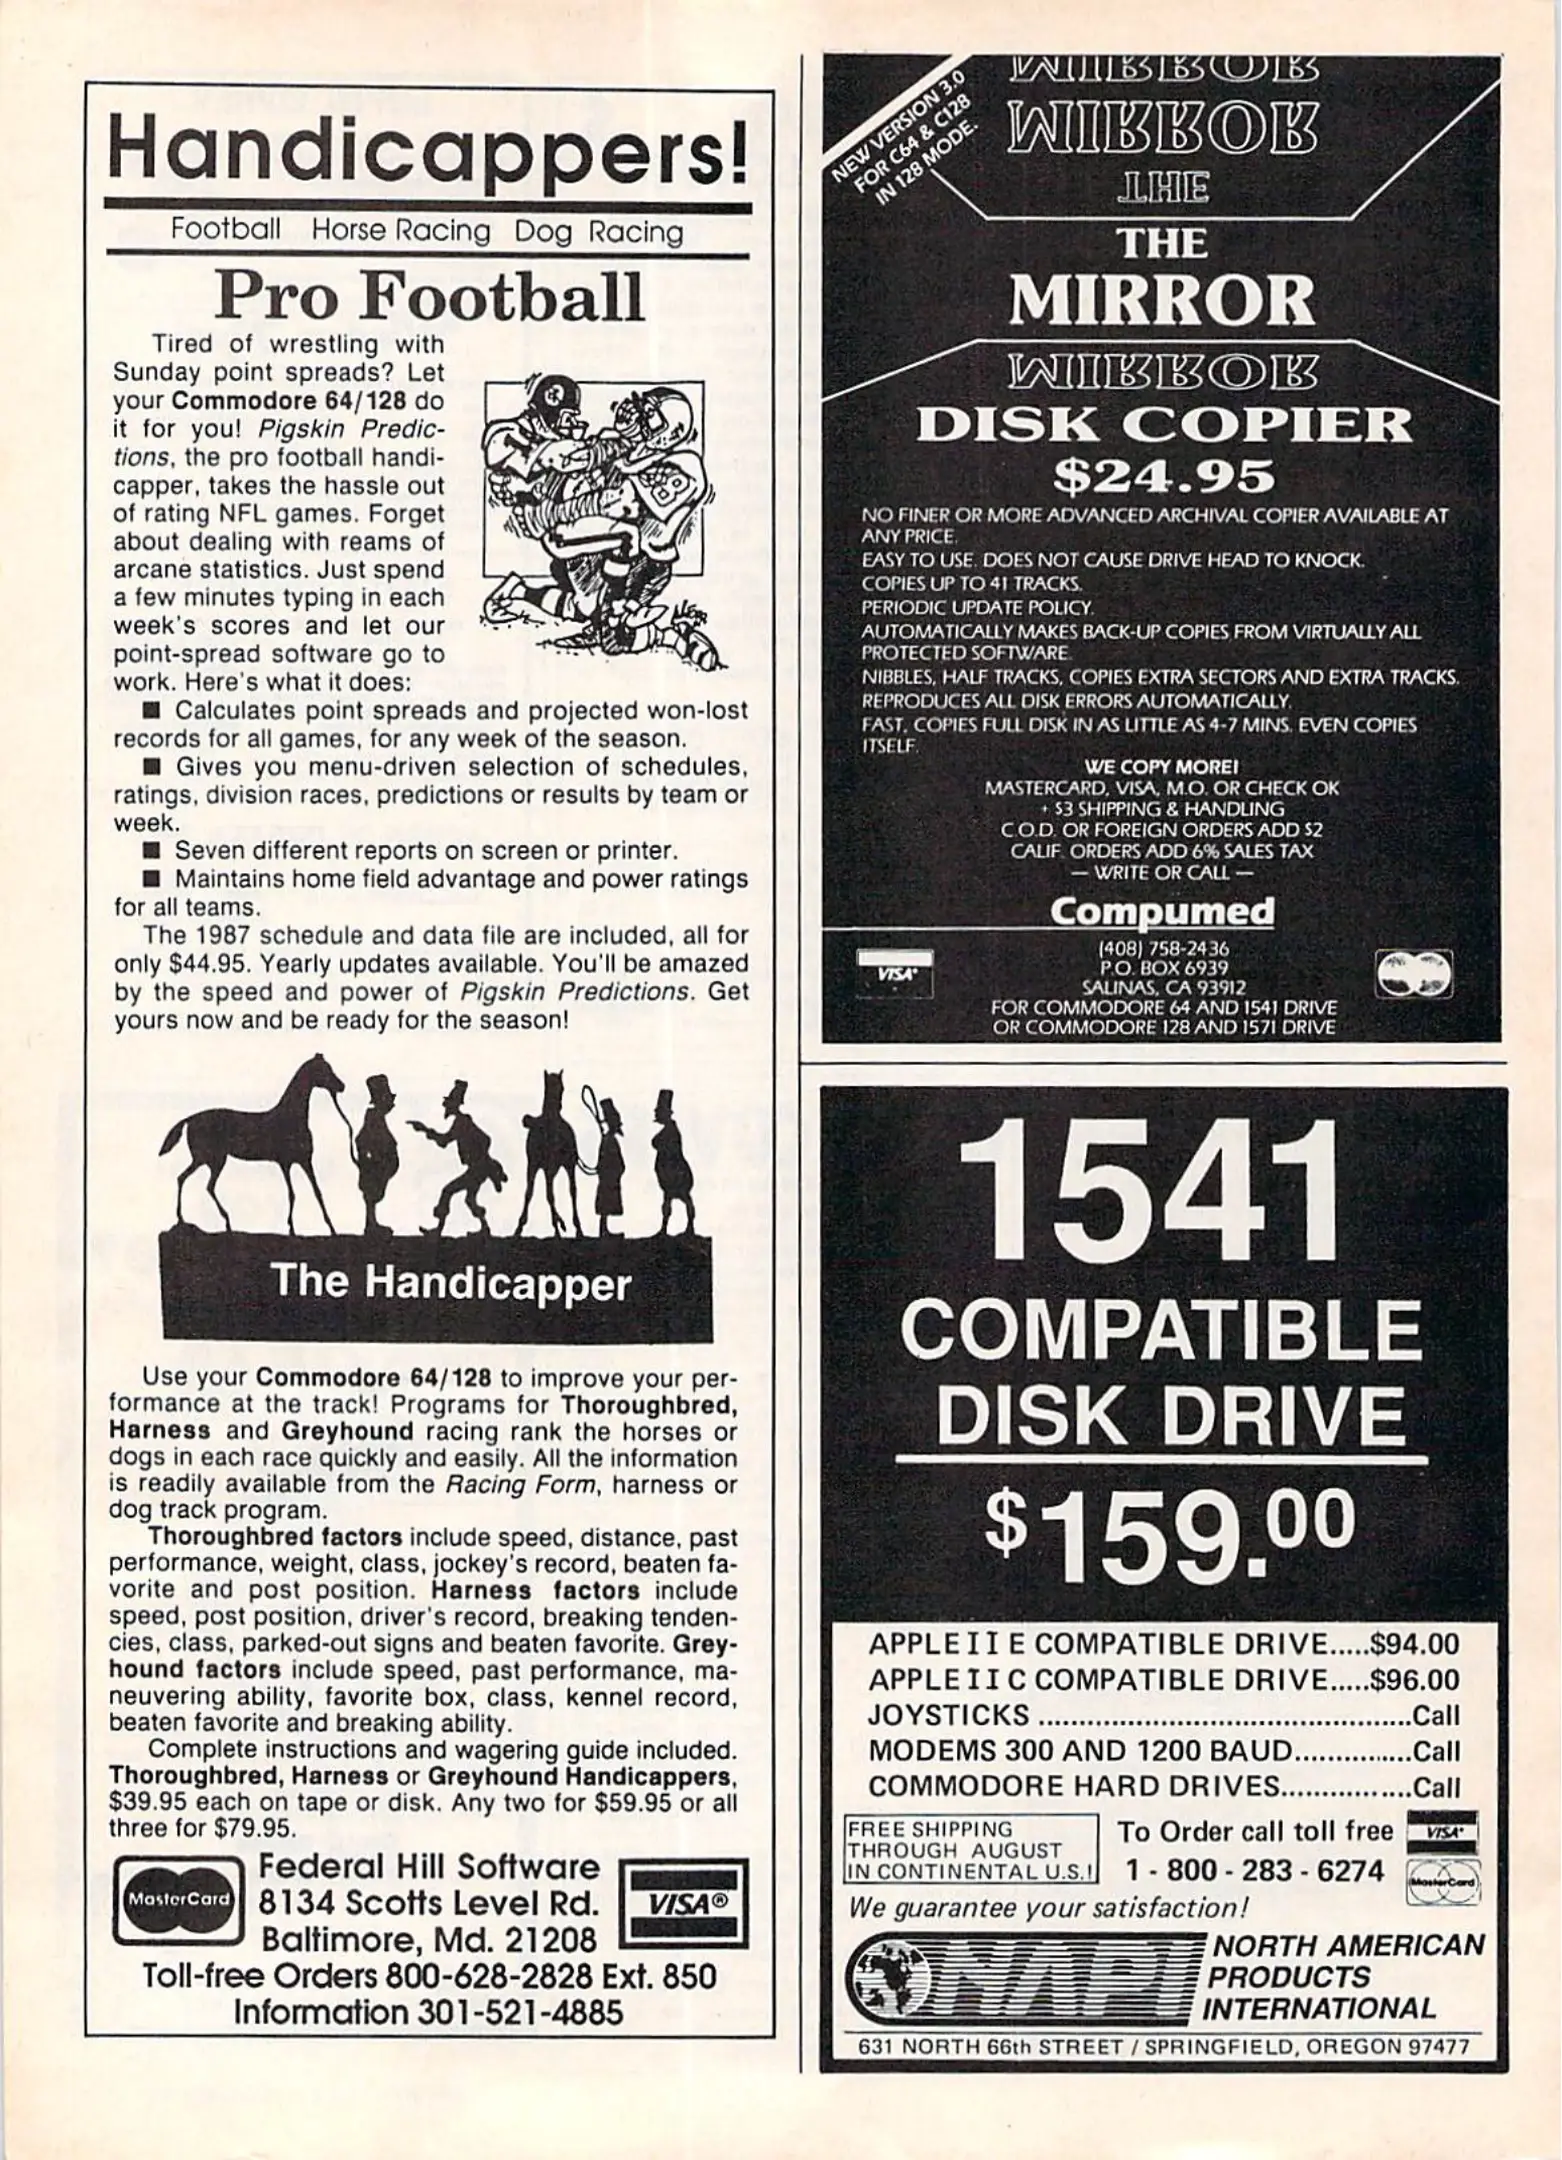 Handicappers!
Football Horse Racing Dog Racing
Pro Football
Tired of wrestling with
Sunday point spreads? Let
your Commodore 64/128 do
it for you! Pigskin Predic-
tions, the pro football handi-
capper, takes the hassle out
of rating NFL games. Forget
about dealing with reams of
arcane statistics. Just spend
a few minutes typing in each
week's scores and let our
point-spread software go to
work. Here's what it does:
■ Calculates point spreads and projected won-lost
records for all games, for any week of the season.
■ Gives you menu-driven selection of schedules,
ratings, division races, predictions or results by team or
week.
■ Seven different reports on screen or printer.
■ Maintains home field advantage and power ratings
for all teams.
The 1987 schedule and data file are included, all for
only $44.95. Yearly updates available. You'll be amazed
by the speed and power of Pigskin Predictions. Get
yours now and be ready for the season!
The Handicapper
Use your Commodore 64/128 to improve your per-
formance at the track! Programs for Thoroughbred,
Harness and Greyhound racing rank the horses or
dogs in each race quickly and easily. All the information
is readily available from the Racing Form, harness or
dog track program.
Thoroughbred factors include speed, distance, past
performance, weight, class, jockey's record, beaten fa-
vorite and post position. Harness factors include
speed, post position, driver's record, breaking tenden-
cies, class, parked-out signs and beaten favorite. Grey-
hound factors include speed, past performance, ma-
neuvering ability, favorite box, class, kennel record,
beaten favorite and breaking ability.
Complete instructions and wagering guide included.
Thoroughbred, Harness or Greyhound Handicappers,
$39.95 each on tape or disk. Any two for $59.95 or all
three for $79.95.
MasterCard
VISA®
Federal Hill Software
8134 Scotts Level Rd.
Baltimore, Md. 21208
Toll-free Orders 800-628-2828 Ext. 850
Information 301-521-4885
NEW VERSION 3.0
FOR C64 & C128
IN 128 MODE.
MIRROR
MIRROR
THE
THE
MIRROR
MIRROR
DISK COPIER
$24.95
NO FINER OR MORE ADVANCED ARCHIVAL COPIER AVAILABLE AT
ANY PRICE.
EASY TO USE. DOES NOT CAUSE DRIVE HEAD TO KNOCK.
COPIES UP TO 41 TRACKS.
PERIODIC UPDATE POLICY.
AUTOMATICALLY MAKES BACK-UP COPIES FROM VIRTUALLY ALL
PROTECTED SOFTWARE.
NIBBLES, HALF TRACKS, COPIES EXTRA SECTORS AND EXTRA TRACKS.
REPRODUCES ALL DISK ERRORS AUTOMATICALLY.
FAST, COPIES FULL DISK IN AS LITTLE AS 4-7 MINS. EVEN COPIES
ITSELF.
WE COPY MORE!
MASTERCARD, VISA, M.O. OR CHECK OK
+ $3 SHIPPING & HANDLING
C.O.D. OR FOREIGN ORDERS ADD $2
CALIF. ORDERS ADD 6% SALES TAX
— WRITE OR CALL —
Compumed
VISA
(408) 758-2436
P.O. BOX 6939
SALINAS, CA 93912
FOR COMMODORE 64 AND 1541 DRIVE
OR COMMODORE 128 AND 1571 DRIVE
1541
COMPATIBLE
DISK DRIVE
$159.00
APPLE II E COMPATIBLE DRIVE.....$94.00
APPLE II C COMPATIBLE DRIVE.....$96.00
JOYSTICKS .............................................Call
MODEMS 300 AND 1200 BAUD..............Call
COMMODORE HARD DRIVES................Call
FREE SHIPPING
THROUGH AUGUST
IN CONTINENTAL U.S.!
To Order call toll free
1 - 800 - 283 - 6274
VISA
MasterCard
We guarantee your satisfaction!
NAPI
NORTH AMERICAN
PRODUCTS
INTERNATIONAL
631 NORTH 66th STREET / SPRINGFIELD, OREGON 97477